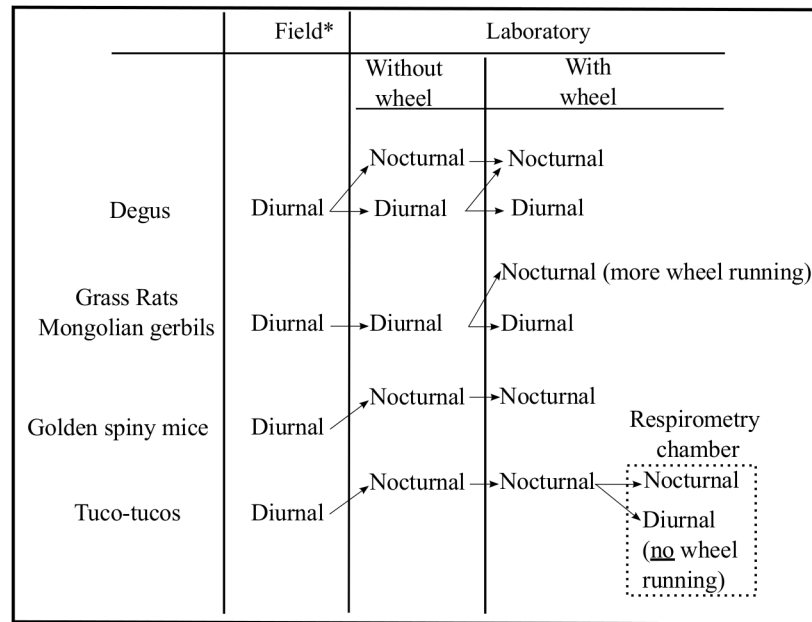 Field*
Laboratory
Without
wheel
With
wheel
Nocturnal
Nocturnal
Degus
Diurnal
Diurnal
Diurnal
Nocturnal (more wheel running)
Grass Rats
Mongolian gerbils
Diurnal
Diurnal
Diurnal
Nocturnal
Nocturnal
Golden spiny mice
Diurnal
Respirometry
chamber
Nocturnal
Nocturnal
Nocturnal
Tuco-tucos
Diurnal
Diurnal
(no wheel
running)